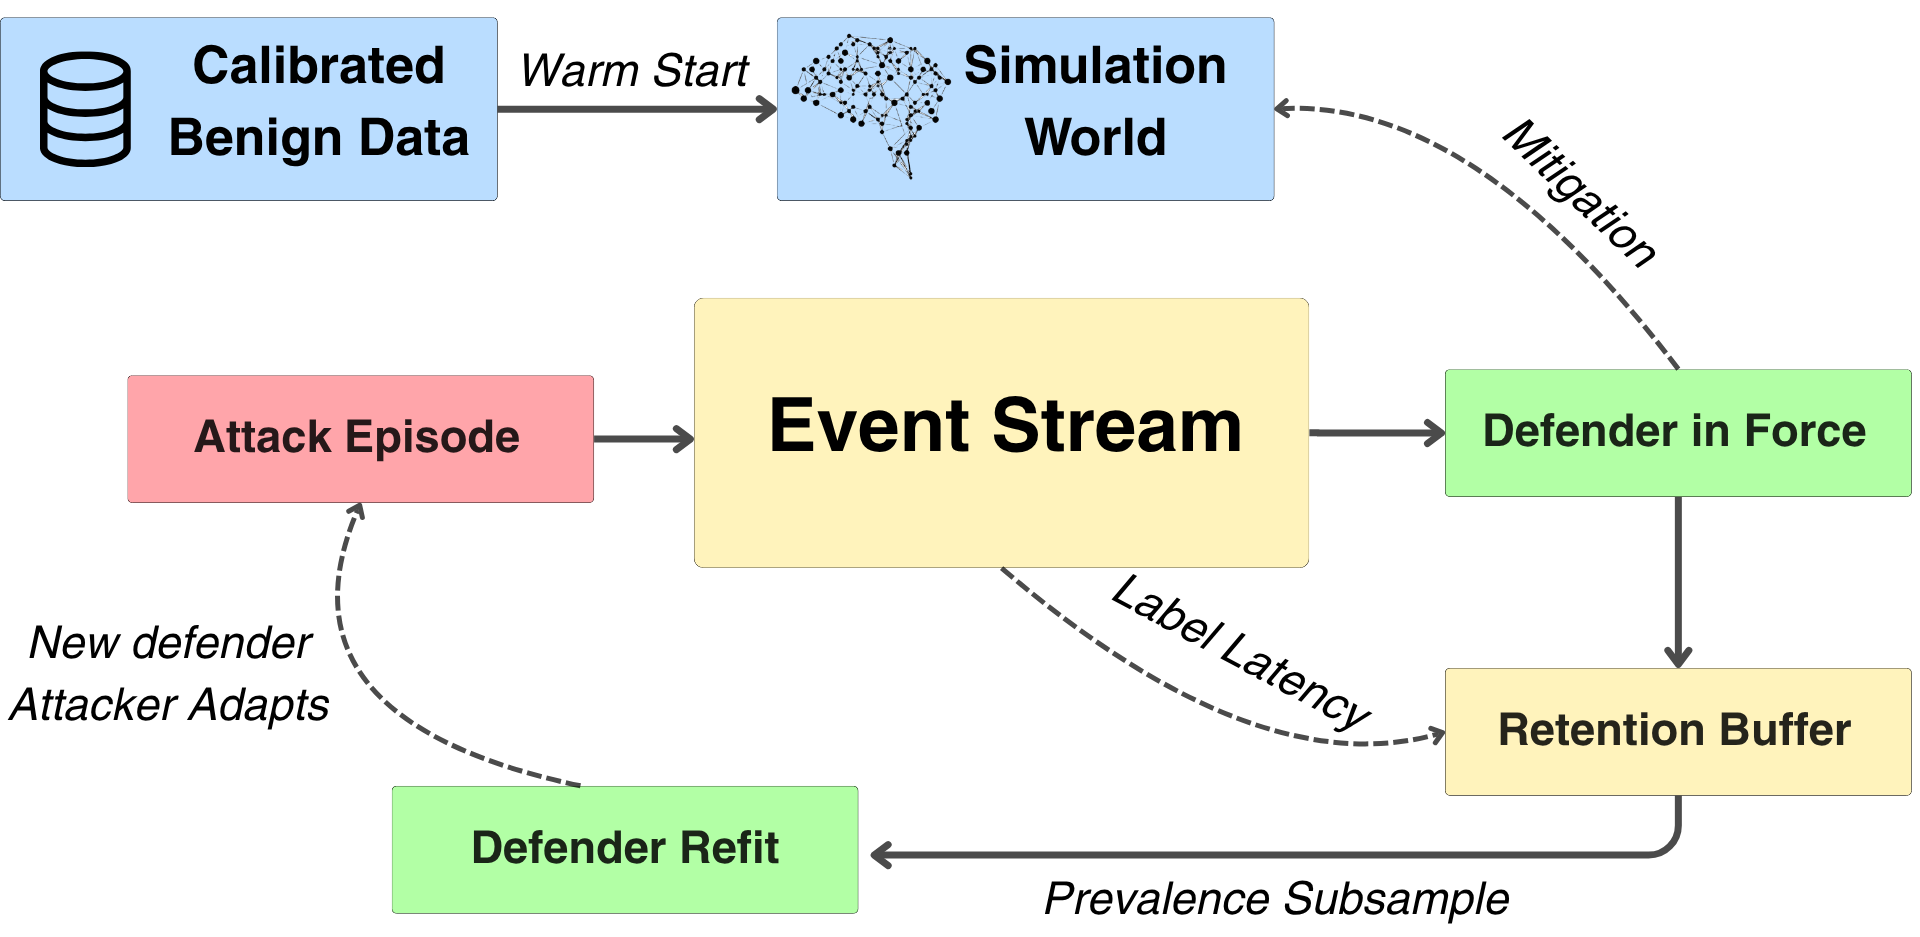 Calibrated
Benign Data
Warm Start
Simulation
World
Mitigation
Attack Episode
Event Stream
Defender in Force
Label Latency
New defender
Attacker Adapts
Retention Buffer
Defender Refit
Prevalence Subsample